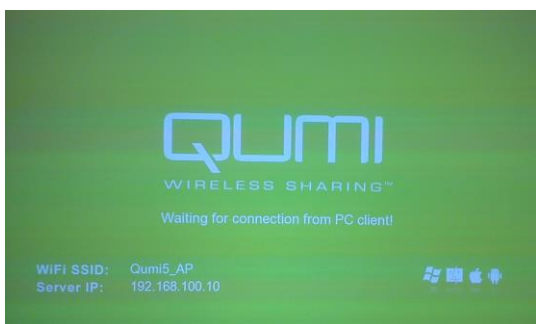 QUMI
WIRELESS SHARING™
Waiting for connection from PC client!
WiFi SSID: Qumi5_AP
Server IP: 192.168.100.10